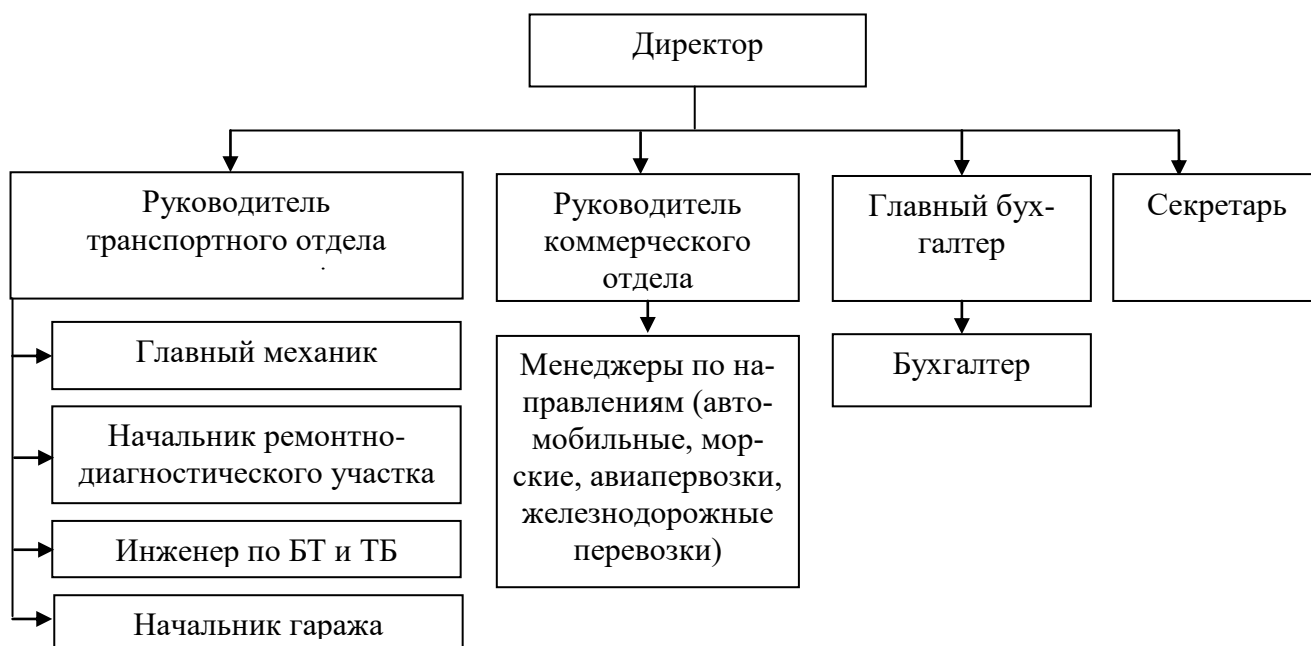 Директор
Руководитель
транспортного отдела
Руководитель
коммерческого
отдела
Главный бух-
галтер
Секретарь
Главный механик
Начальник ремонтно-
диагностического участка
Инженер по БТ и ТБ
Начальник гаража
Менеджеры по на-
правлениям (авто-
мобильные, мор-
ские, авиапервозки,
железнодорожные
перевозки)
Бухгалтер